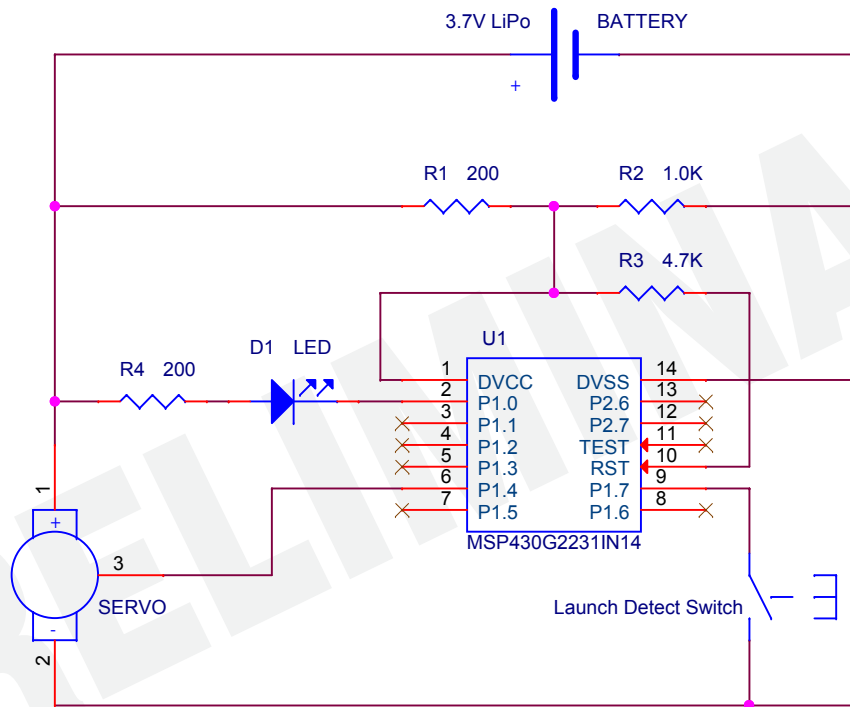 3.7V LiPo BATTERY
+
R1 200 R2 1.0K
R3 4.7K
U1
D1 LED
R4 200
1 DVCC DVSS 14
2 P1.0 P2.6 13
3 P1.1 P2.7 12
4 P1.2 TEST 11
5 P1.3 RST 10
6 P1.4 P1.7 9
7 P1.5 P1.6 8
MSP430G2231IN14
1
+
3
SERVO
-
2
Launch Detect Switch
RELIMINA